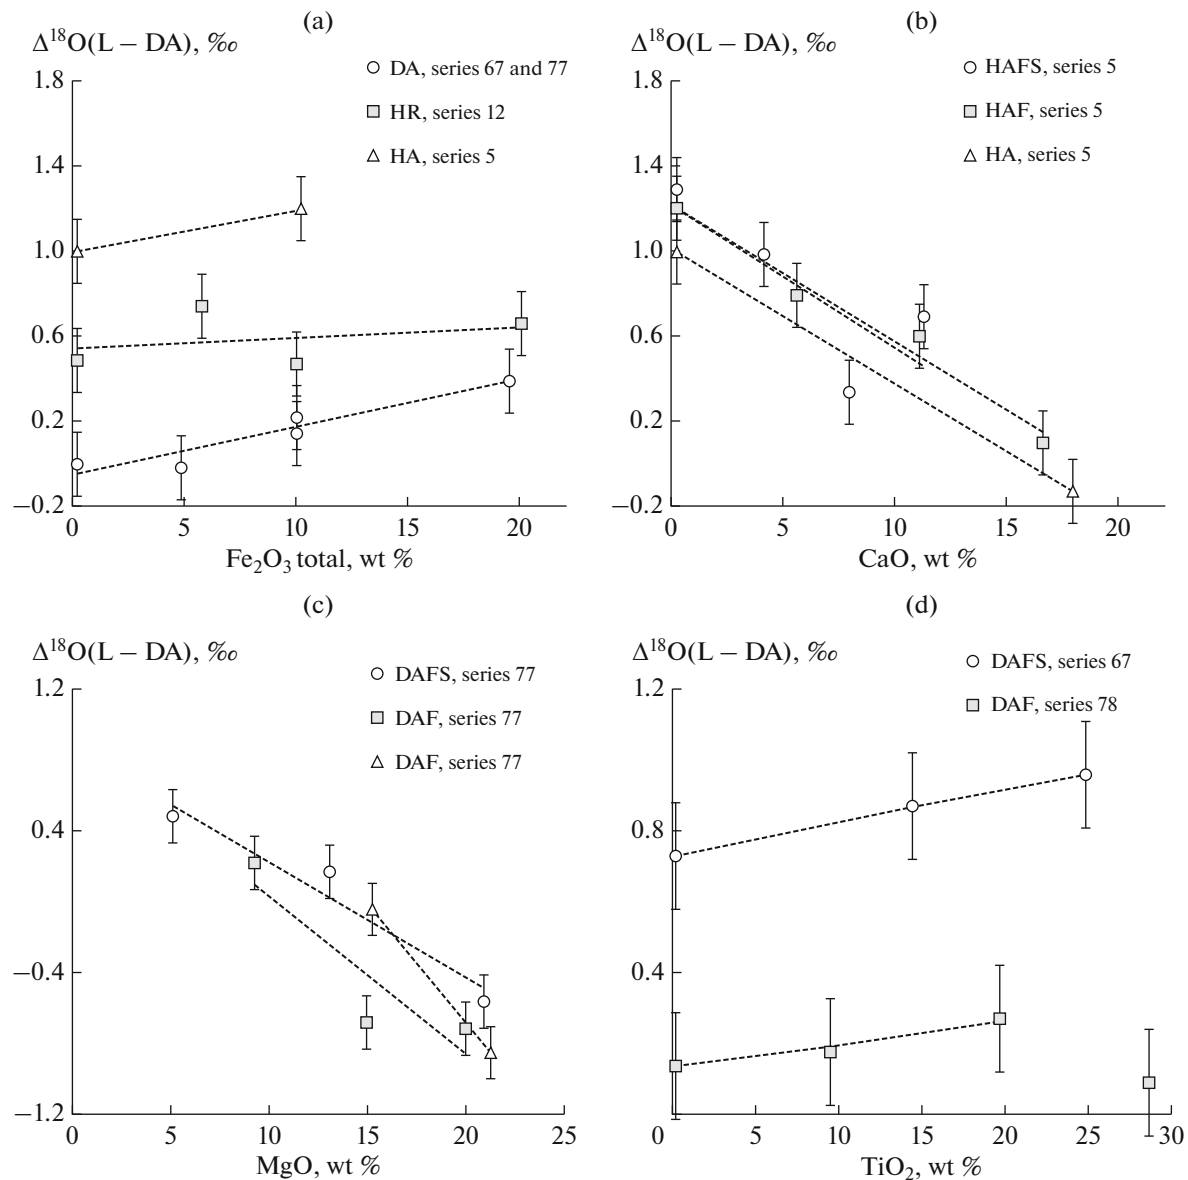 (a)
Δ¹⁸O(L − DA), ‰
DA, series 67 and 77
HR, series 12
HA, series 5
1.8
1.4
1.0
0.6
0.2
−0.2
0 5 10 15 20
Fe₂O₃ total, wt %
(b)
Δ¹⁸O(L − DA), ‰
HAFS, series 5
HAF, series 5
HA, series 5
1.8
1.4
1.0
0.6
0.2
−0.2
0 5 10 15 20
CaO, wt %
(c)
Δ¹⁸O(L − DA), ‰
DAFS, series 77
DAF, series 77
DAF, series 77
1.2
0.4
−0.4
−1.2
0 5 10 15 20 25
MgO, wt %
(d)
Δ¹⁸O(L − DA), ‰
DAFS, series 67
DAF, series 78
1.2
0.8
0.4
0 5 10 15 20 25 30
TiO₂, wt %